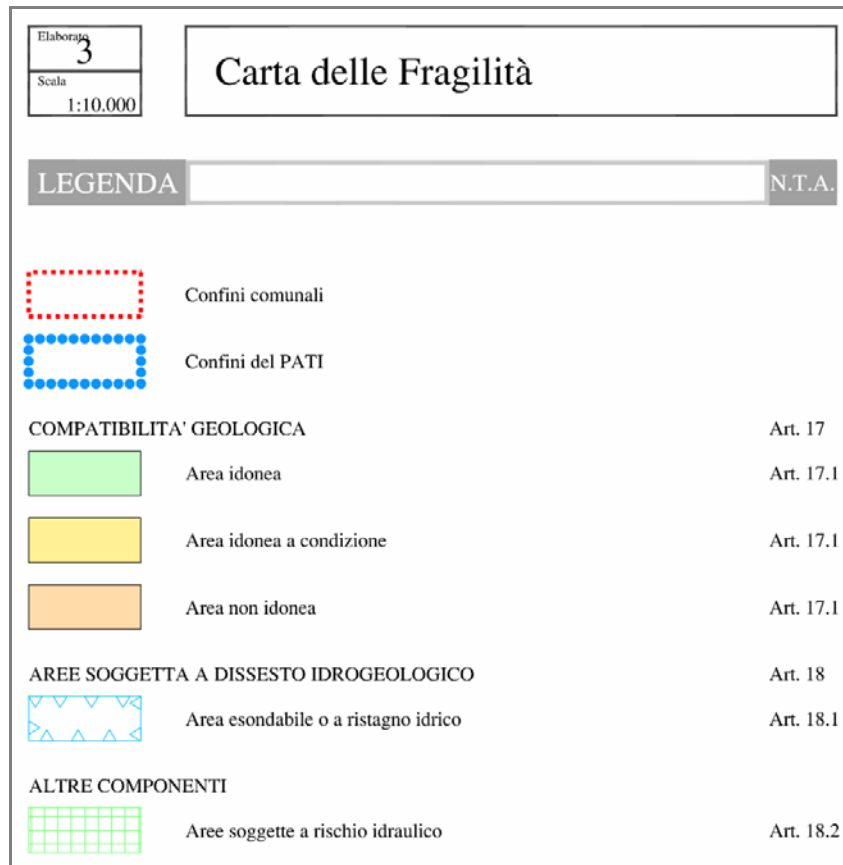 Elaborato
3
Scala
1:10.000
Carta delle Fragilità
LEGENDA N.T.A.
Confini comunali
Confini del PATI
COMPATIBILITA' GEOLOGICA Art. 17
Area idonea Art. 17.1
Area idonea a condizione Art. 17.1
Area non idonea Art. 17.1
AREE SOGGETTA A DISSESTO IDROGEOLOGICO Art. 18
Area esondabile o a ristagno idrico Art. 18.1
ALTRE COMPONENTI
Aree soggette a rischio idraulico Art. 18.2